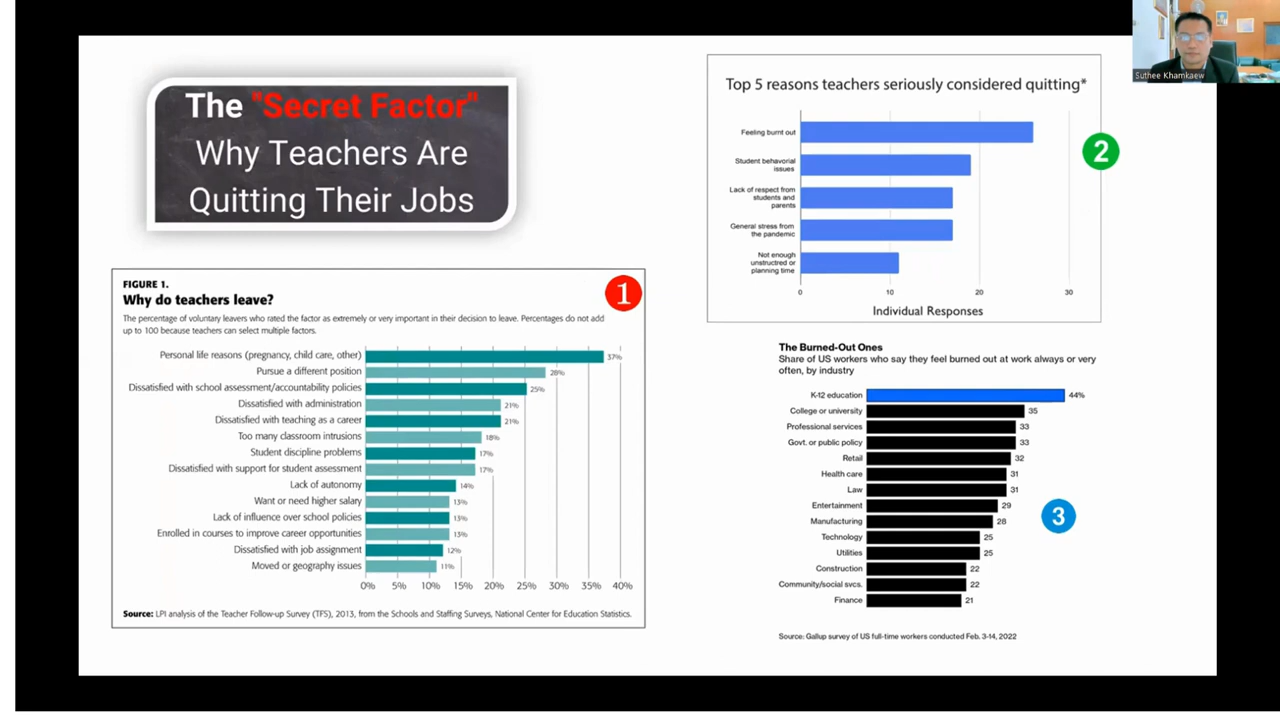 The "Secret Factor"
Why Teachers Are
Quitting Their Jobs
FIGURE 1.
Why do teachers leave?
1
The percentage of voluntary leavers who rated the factor as extremely or very important in their decision to leave. Percentages do not add
up to 100 because teachers can select multiple factors.
Personal life reasons (pregnancy, child care, other) 37%
Pursue a different position 28%
Dissatisfied with school assessment/accountability policies 25%
Dissatisfied with administration 21%
Dissatisfied with teaching as a career 21%
Too many classroom intrusions 18%
Student discipline problems 17%
Dissatisfied with support for student assessment 17%
Lack of autonomy 14%
Want or need higher salary 13%
Lack of influence over school policies 13%
Enrolled in courses to improve career opportunities 13%
Dissatisfied with job assignment 12%
Moved or geography issues 11%
0% 5% 10% 15% 20% 25% 30% 35% 40%
Source: LPI analysis of the Teacher Follow-up Survey (TFS), 2013, from the Schools and Staffing Surveys, National Center for Education Statistics.
Top 5 reasons teachers seriously considered quitting*
Feeling burnt out
Student behavorial
issues
Lack of respect from
students and
parents
General stress from
the pandemic
Not enough
unstructred or
planning time
0 10 20 30
Individual Responses
2
The Burned-Out Ones
Share of US workers who say they feel burned out at work always or very
often, by industry
K-12 education 44%
College or university 35
Professional services 33
Govt. or public policy 33
Retail 32
Health care 31
Law 31
Entertainment 29
Manufacturing 28
Technology 25
Utilities 25
Construction 22
Community/social svcs. 22
Finance 21
3
Source: Gallup survey of US full-time workers conducted Feb. 3-14, 2022
Suthee Khamkaew